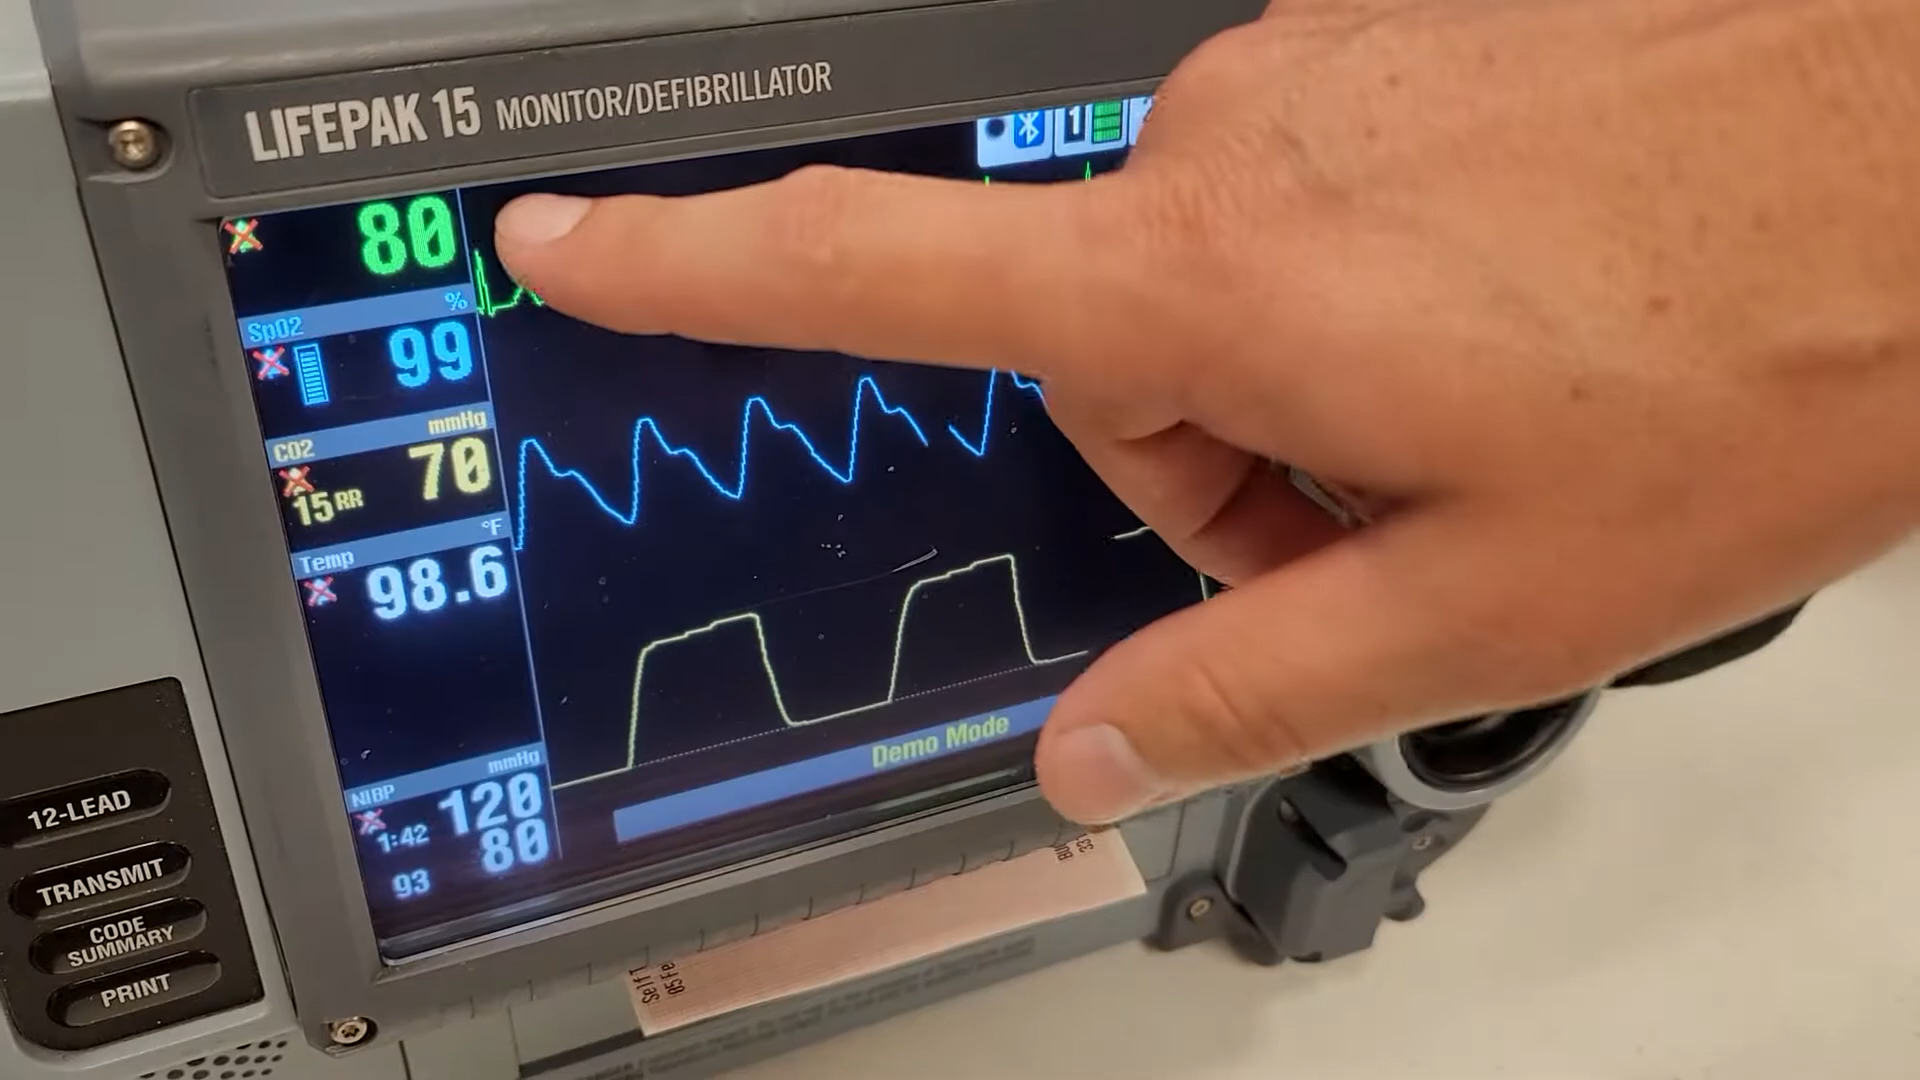 LIFEPAK 15 MONITOR/DEFIBRILLATOR
1
80
%
SpO2
99
mmHg
CO2
70
15 RR
°F
Temp
98.6
Demo Mode
mmHg
NIBP
120
1:42
80
93
12-LEAD
TRANSMIT
CODE
SUMMARY
PRINT